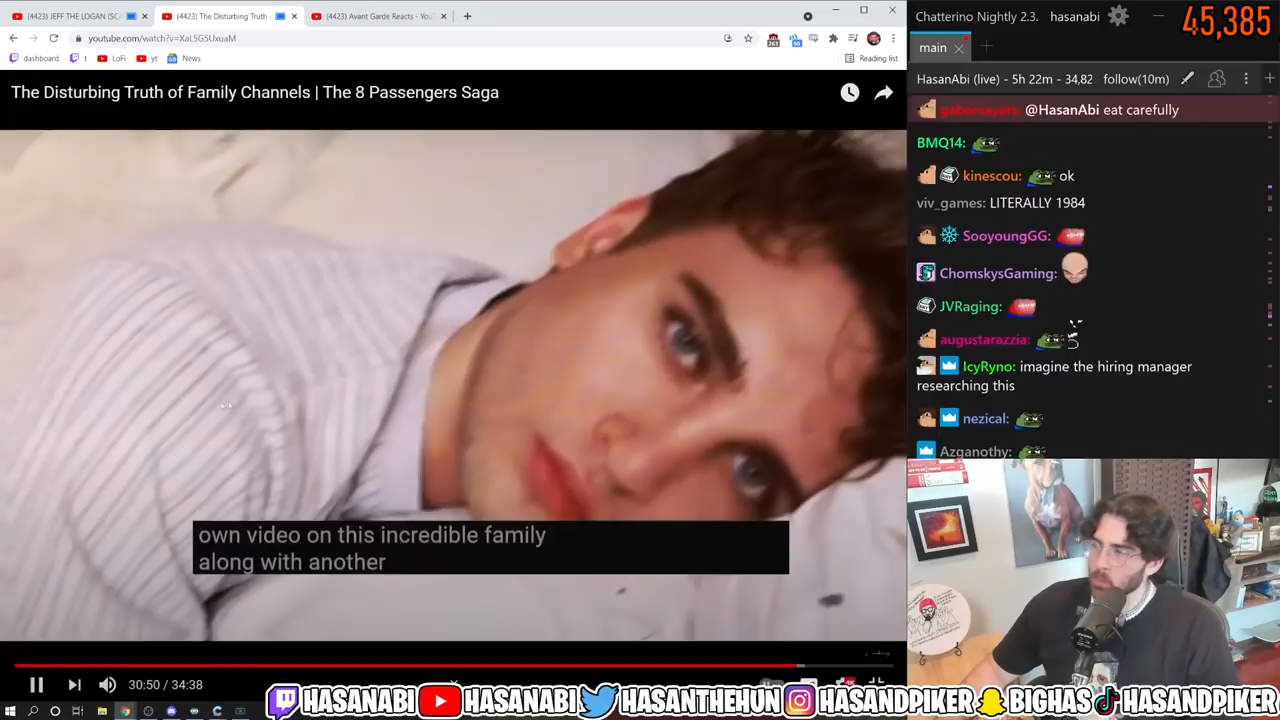 (4423) JEFF THE LOGAN (SC
(4423) The Disturbing Truth
(4423) Avant Garde Reacts - You
youtube.com/watch?v=XaL5G5UxuaM
dashboard
t
LoFi
yt
News
Reading list
The Disturbing Truth of Family Channels | The 8 Passengers Saga
own video on this incredible family
along with another
30:50 / 34:38
Chatterino Nightly 2.3.
hasanabi
45,385
main
HasanAbi (live) - 5h 22m - 34,82
follow(10m)
@HasanAbi eat carefully
BMQ14:
kinescou: ok
viv_games: LITERALLY 1984
SooyoungGG:
ChomskysGaming:
JVRaging:
augustarazzia:
IcyRyno: imagine the hiring manager
researching this
nezical:
Azganothy:
HASANABI HASANABI HASANTHEHUN HASANDPIKER BIGHAS HASANDPIKER